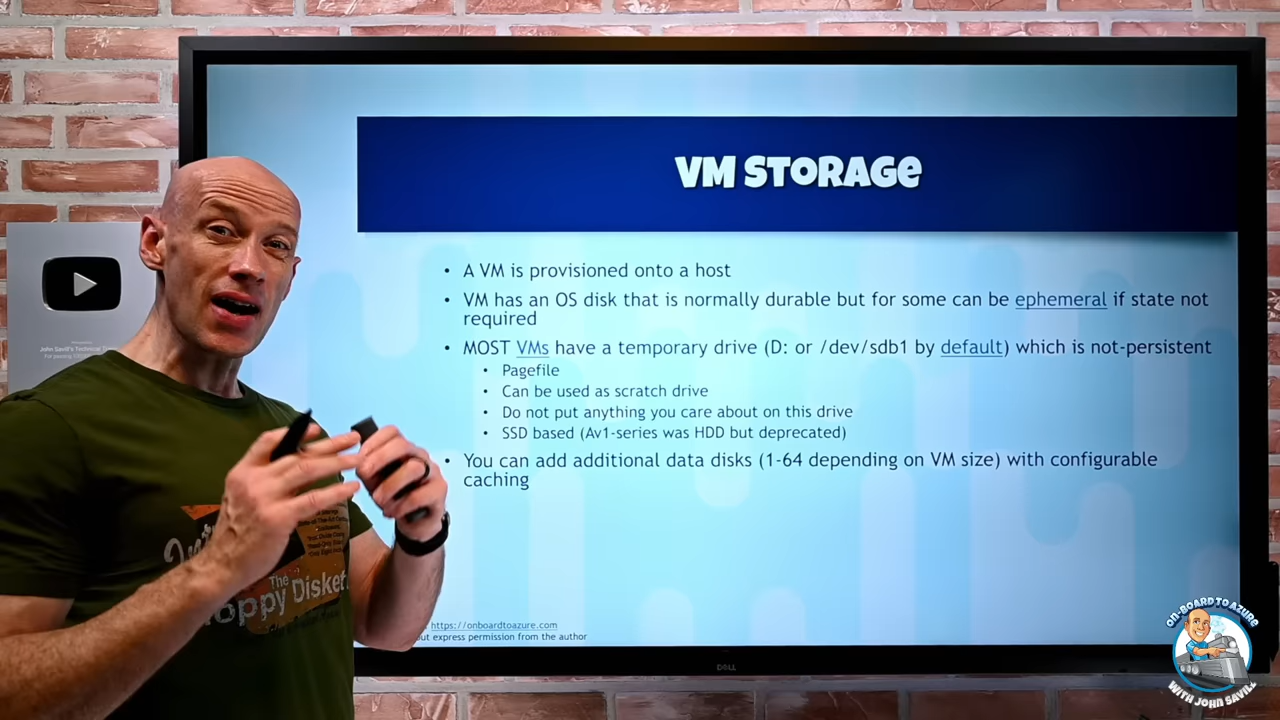 VM STORAGE
• A VM is provisioned onto a host
• VM has an OS disk that is normally durable but for some can be ephemeral if state not
required
• MOST VMs have a temporary drive (D: or /dev/sdb1 by default) which is not-persistent
• Pagefile
• Can be used as scratch drive
• Do not put anything you care about on this drive
• SSD based (Av1-series was HDD but deprecated)
• You can add additional data disks (1-64 depending on VM size) with configurable
caching
https://onboardtoazure.com
express permission from the author
DELL
John Savill's Technical
The
Disket
ON-BOARD TO AZURE
WITH JOHN SAVILL